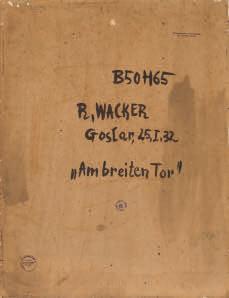 B50H65
R, WACKER
Goslar, 25, I, 32
„Am breiten Tor"